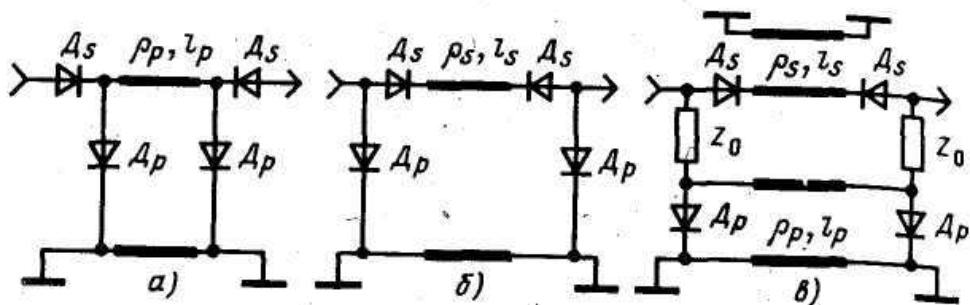 Дs ρp, lp Дs ρs, ls Дs Дs ρs, ls Дs
Дp Дp Дp Дp z0 z0
Дp ρp, lp Дp
а) б) в)